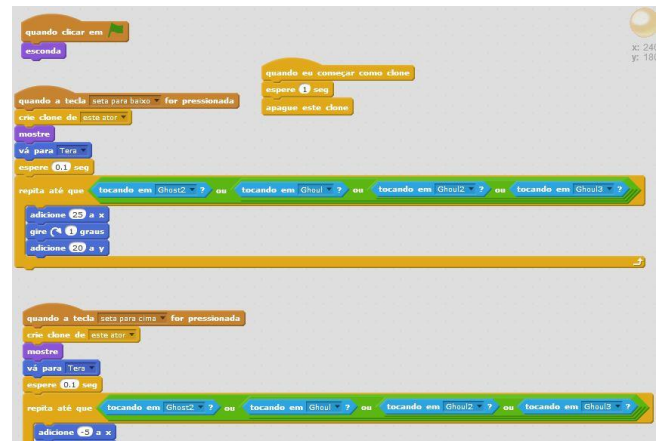 quando clicar em
esconda
x: 240
y: 180
quando eu começar como clone
espere 1 seg
apague este clone
quando a tecla seta para baixo for pressionada
crie clone de este ator
mostre
vá para Tera
espere 0.1 seg
repita até que tocando em Ghost2 ? ou tocando em Ghoul ? ou tocando em Ghoul2 ? ou tocando em Ghoul3 ?
adicione 25 a x
gire 1 graus
adicione 20 a y
quando a tecla seta para cima for pressionada
crie clone de este ator
mostre
vá para Tera
espere 0.1 seg
repita até que tocando em Ghost2 ? ou tocando em Ghoul ? ou tocando em Ghoul2 ? ou tocando em Ghoul3 ?
adicione -5 a x